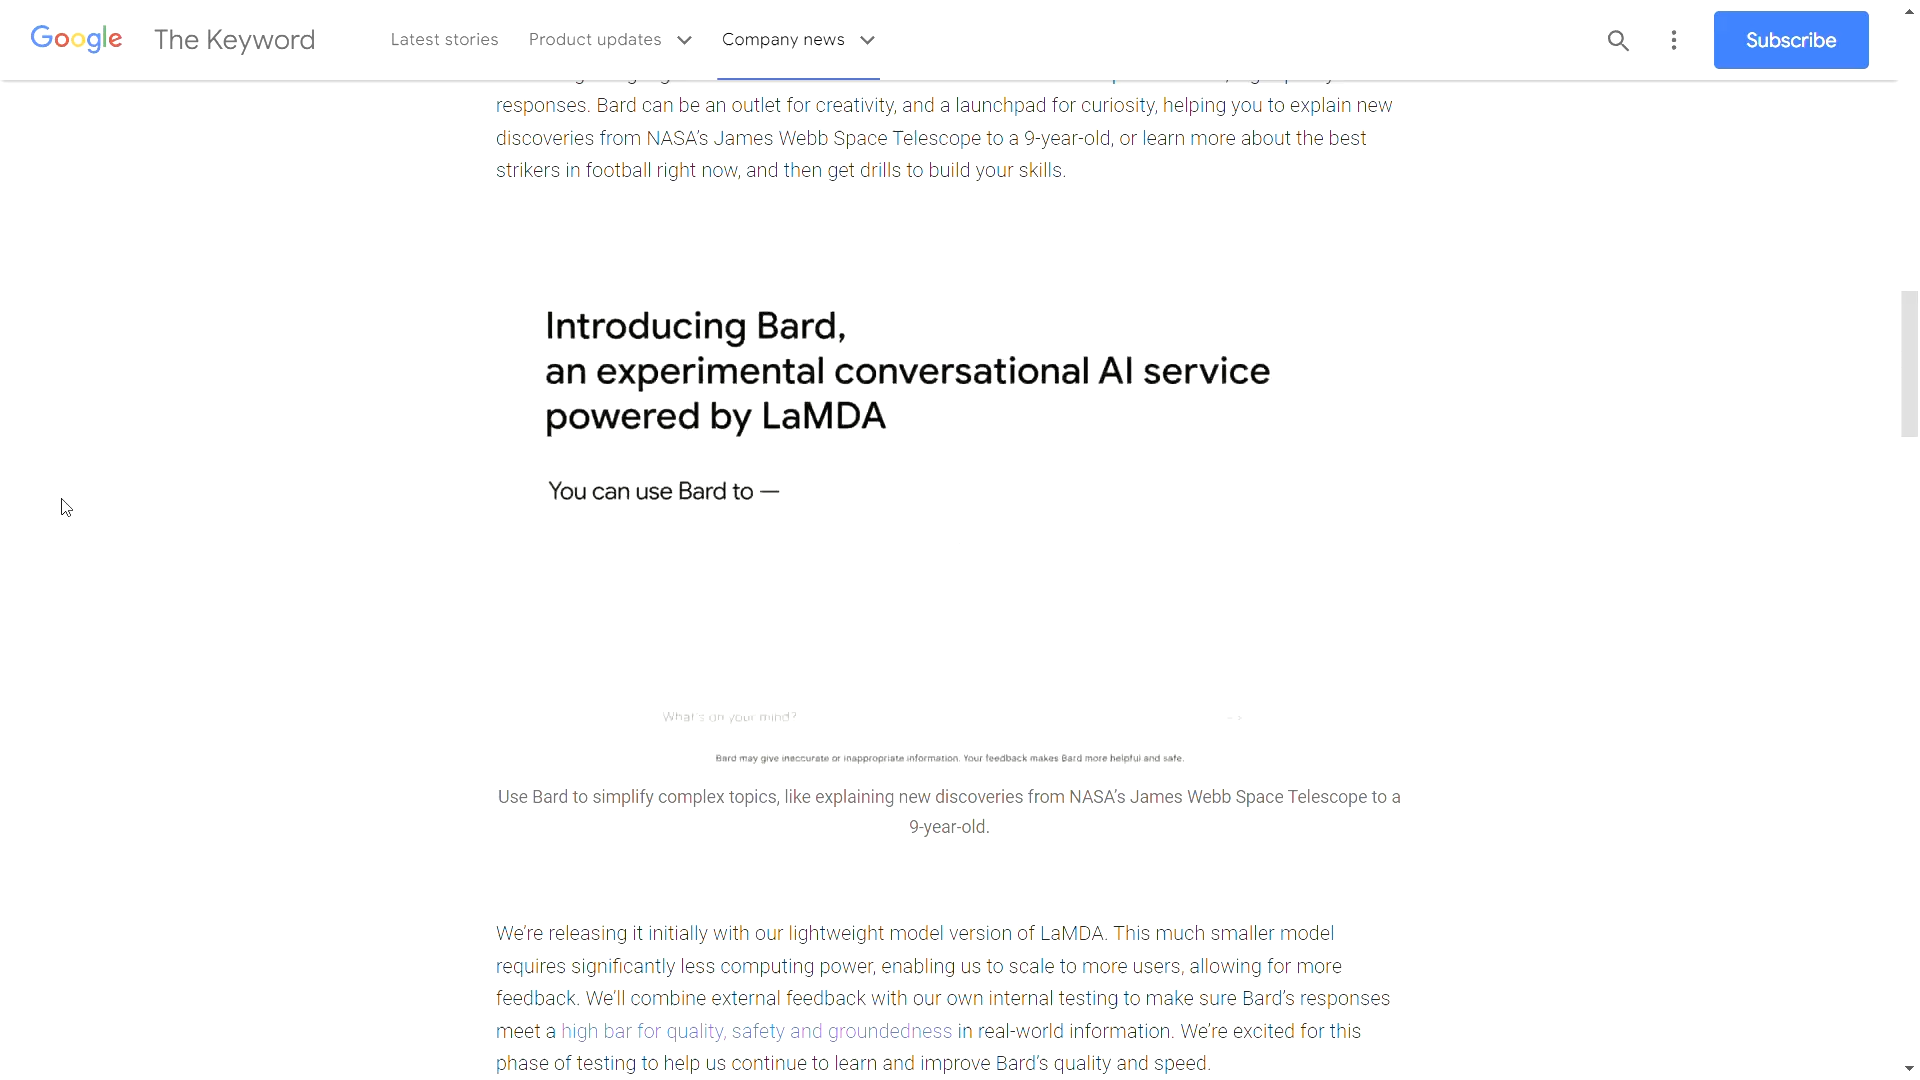 Google The Keyword Latest stories Product updates Company news Subscribe
responses. Bard can be an outlet for creativity, and a launchpad for curiosity, helping you to explain new
discoveries from NASA’s James Webb Space Telescope to a 9-year-old, or learn more about the best
strikers in football right now, and then get drills to build your skills.
Introducing Bard,
an experimental conversational AI service
powered by LaMDA
You can use Bard to —
What's on your mind?
Bard may give inaccurate or inappropriate information. Your feedback makes Bard more helpful and safe.
Use Bard to simplify complex topics, like explaining new discoveries from NASA’s James Webb Space Telescope to a
9-year-old.
We’re releasing it initially with our lightweight model version of LaMDA. This much smaller model
requires significantly less computing power, enabling us to scale to more users, allowing for more
feedback. We’ll combine external feedback with our own internal testing to make sure Bard’s responses
meet a high bar for quality, safety and groundedness in real-world information. We’re excited for this
phase of testing to help us continue to learn and improve Bard’s quality and speed.